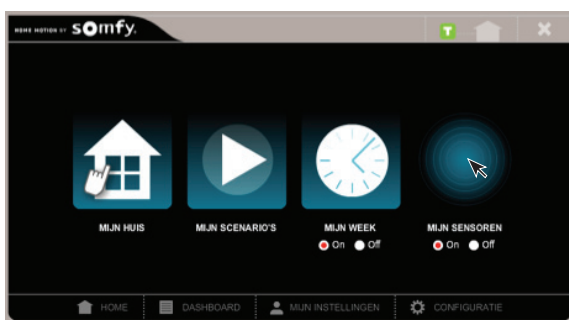 HOME MOTION BY somfy.
T
MIJN HUIS
MIJN SCENARIO'S
MIJN WEEK
On Off
MIJN SENSOREN
On Off
HOME
DASHBOARD
MIJN INSTELLINGEN
CONFIGURATIE